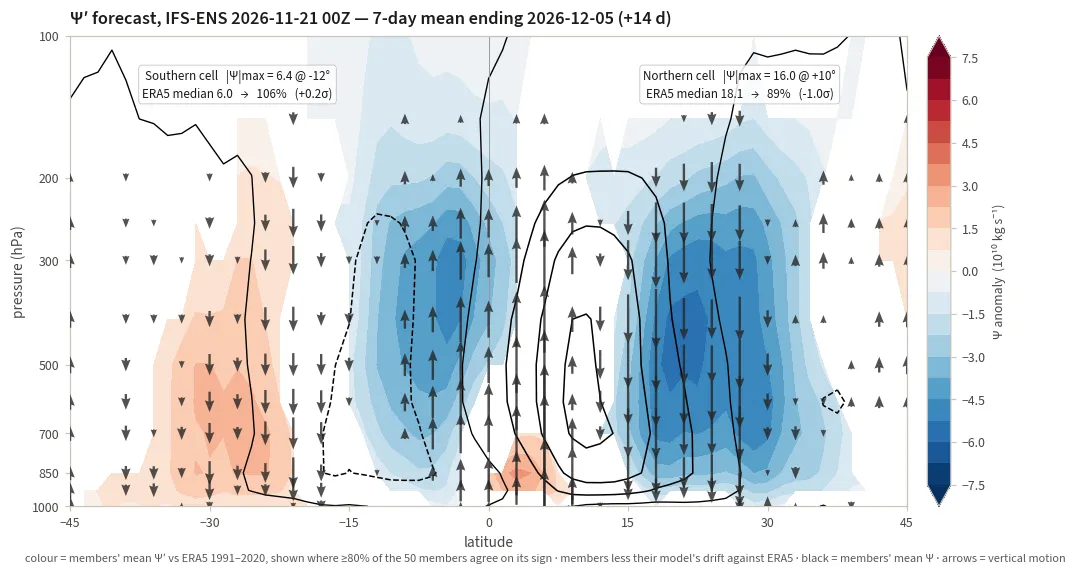 Ψ′ forecast, IFS-ENS 2026-11-21 00Z — 7-day mean ending 2026-12-05 (+14 d)
Southern cell |Ψ|max = 6.4 @ -12°
ERA5 median 6.0 → 106% (+0.2σ)
Northern cell |Ψ|max = 16.0 @ +10°
ERA5 median 18.1 → 89% (-1.0σ)
pressure (hPa)
100
200
300
400
500
700
850
1000
−45
−30
−15
0
15
30
45
latitude
7.5
6.0
4.5
3.0
1.5
0.0
−1.5
−3.0
−4.5
−6.0
−7.5
Ψ anomaly (10¹⁰ kg s⁻¹)
colour = members' mean Ψ′ vs ERA5 1991–2020, shown where ≥80% of the 50 members agree on its sign · members less their model's drift against ERA5 · black = members' mean Ψ · arrows = vertical motion